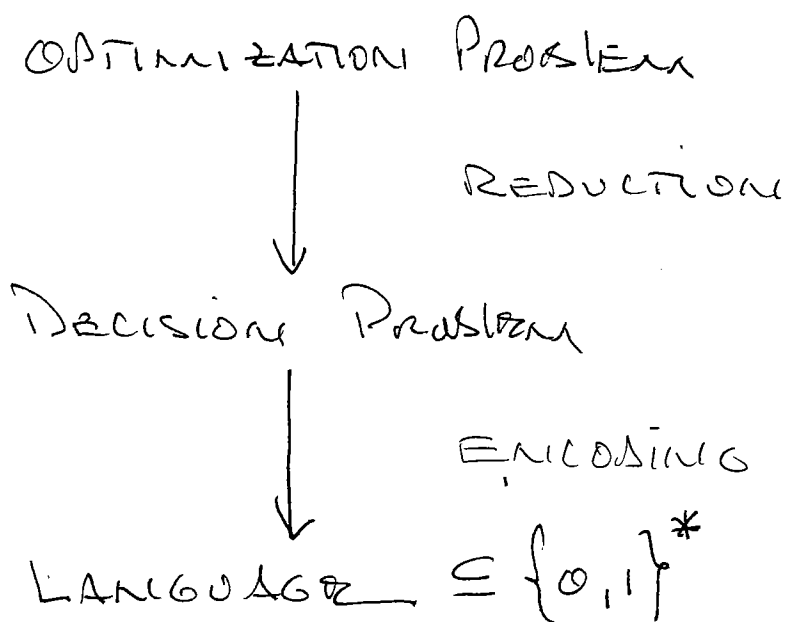 OPTIMIZATION PROBLEM
REDUCTION
DECISION PROBLEM
ENCODING
LANGUAGE ⊆ {0,1}*